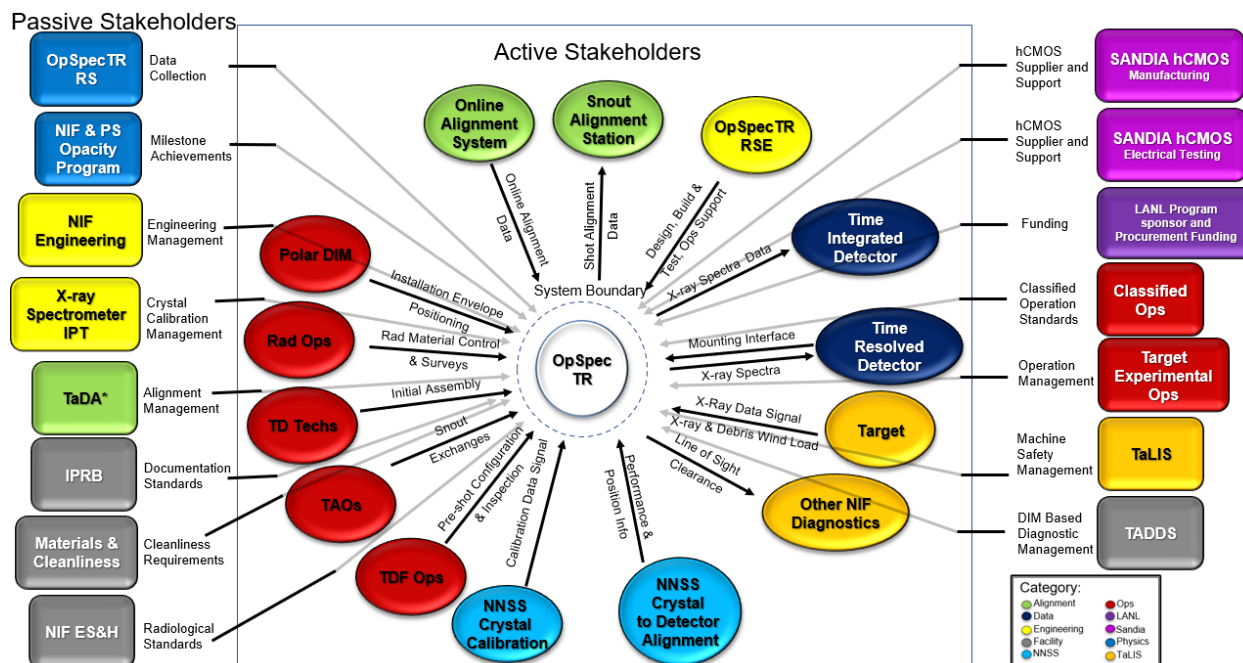 Passive Stakeholders
Active Stakeholders
OpSpecTR
RS
Data
Collection
NIF & PS
Opacity
Program
Milestone
Achievements
NIF
Engineering
Engineering
Management
X-ray
Spectrometer
IPT
Crystal
Calibration
Management
TaDA*
Alignment
Management
IPRB
Documentation
Standards
Materials &
Cleanliness
Cleanliness
Requirements
NIF ES&H
Radiological
Standards
Online
Alignment
System
Online Alignment
Data
Snout
Alignment
Station
Shot Alignment
Data
OpSpecTR
RSE
Design, Build &
Test, Ops Support
Polar DIM
Installation Envelope
Positioning
Rad Ops
Rad Material Control
& Surveys
TD Techs
Initial Assembly
TAOs
Snout
Exchanges
TDF Ops
Pre-shot Configuration
& Inspection
NNSS
Crystal
Calibration
Calibration Data Signal
NNSS
Crystal
to Detector
Alignment
Performance &
Position Info
System Boundary
OpSpec
TR
Time
Integrated
Detector
X-ray Spectra Data
Time
Resolved
Detector
Mounting Interface
X-ray Spectra
Target
X-Ray Data Signal
X-ray & Debris Wind Load
Other NIF
Diagnostics
Line of Sight
Clearance
hCMOS
Supplier and
Support
SANDIA hCMOS
Manufacturing
hCMOS
Supplier and
Support
SANDIA hCMOS
Electrical Testing
Funding
LANL Program
sponsor and
Procurement Funding
Classified
Operation
Standards
Classified
Ops
Operation
Management
Target
Experimental
Ops
Machine
Safety
Management
TaLIS
DIM Based
Diagnostic
Management
TADDS
Category:
Alignment
Data
Engineering
Facility
NNSS
Ops
LANL
Sandia
Physics
TaLIS